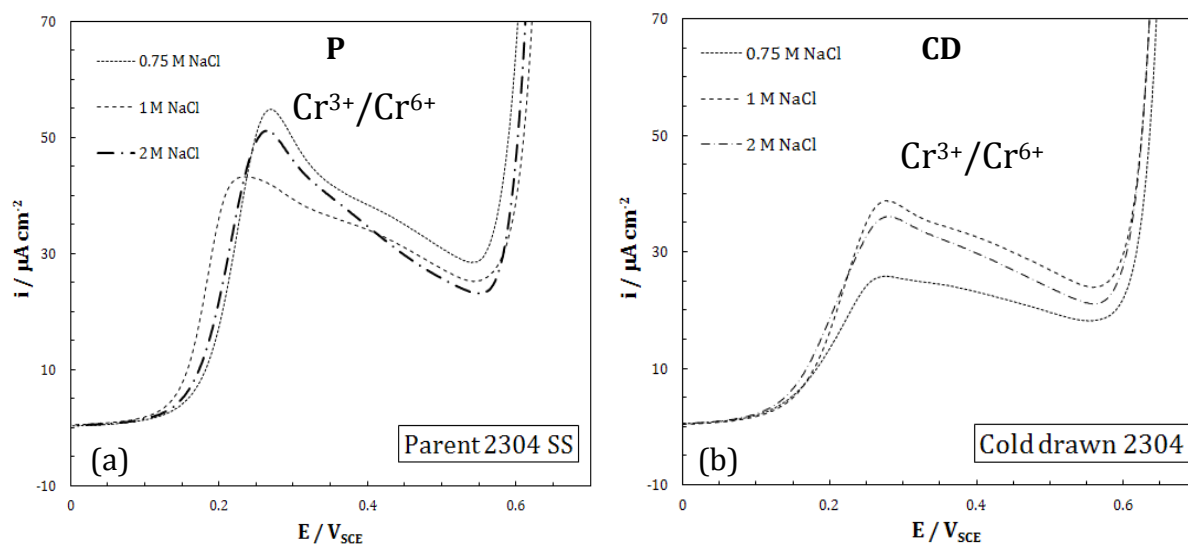 70
50
30
10
-10
0
0.2
0.4
0.6
i / µA cm⁻²
E / V_SCE
P
0.75 M NaCl
1 M NaCl
2 M NaCl
Cr³⁺/Cr⁶⁺
Parent 2304 SS
(a)
70
50
30
10
-10
0
0.2
0.4
0.6
i / µA cm⁻²
E / V_SCE
CD
0.75 M NaCl
1 M NaCl
2 M NaCl
Cr³⁺/Cr⁶⁺
Cold drawn 2304
(b)